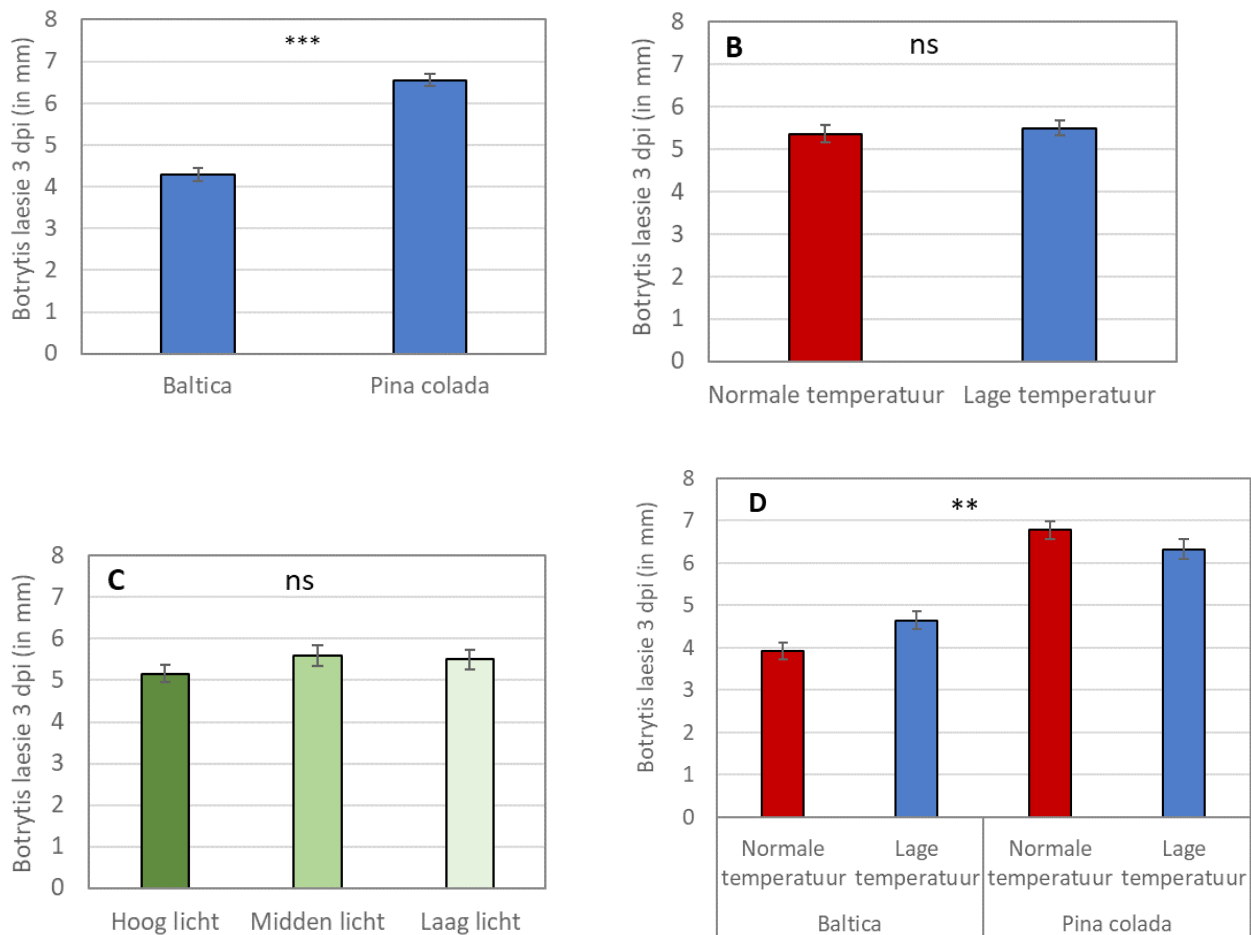 Botrytis laesie 3 dpi (in mm)
8
7
6
5
4
3
2
1
0
***
Baltica
Pina colada
Botrytis laesie 3 dpi (in mm)
8
7
6
5
4
3
2
1
0
B
ns
Normale temperatuur
Lage temperatuur
Botrytis laesie 3 dpi (in mm)
8
7
6
5
4
3
2
1
0
C
ns
Hoog licht
Midden licht
Laag licht
Botrytis laesie 3 dpi (in mm)
8
7
6
5
4
3
2
1
0
D
**
Normale
temperatuur
Lage
temperatuur
Normale
temperatuur
Lage
temperatuur
Baltica
Pina colada